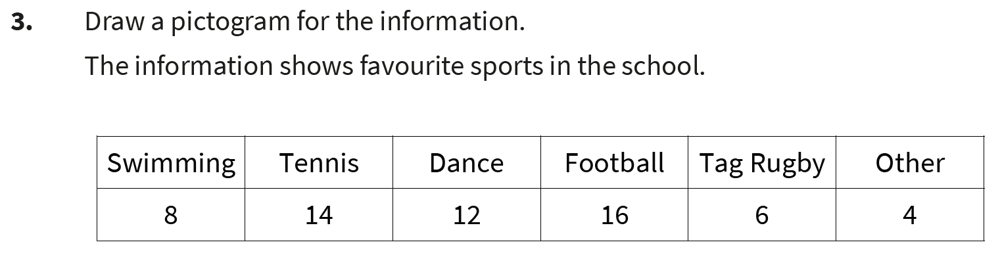 3. Draw a pictogram for the information.
The information shows favourite sports in the school.
Swimming Tennis Dance Football Tag Rugby Other
8 14 12 16 6 4